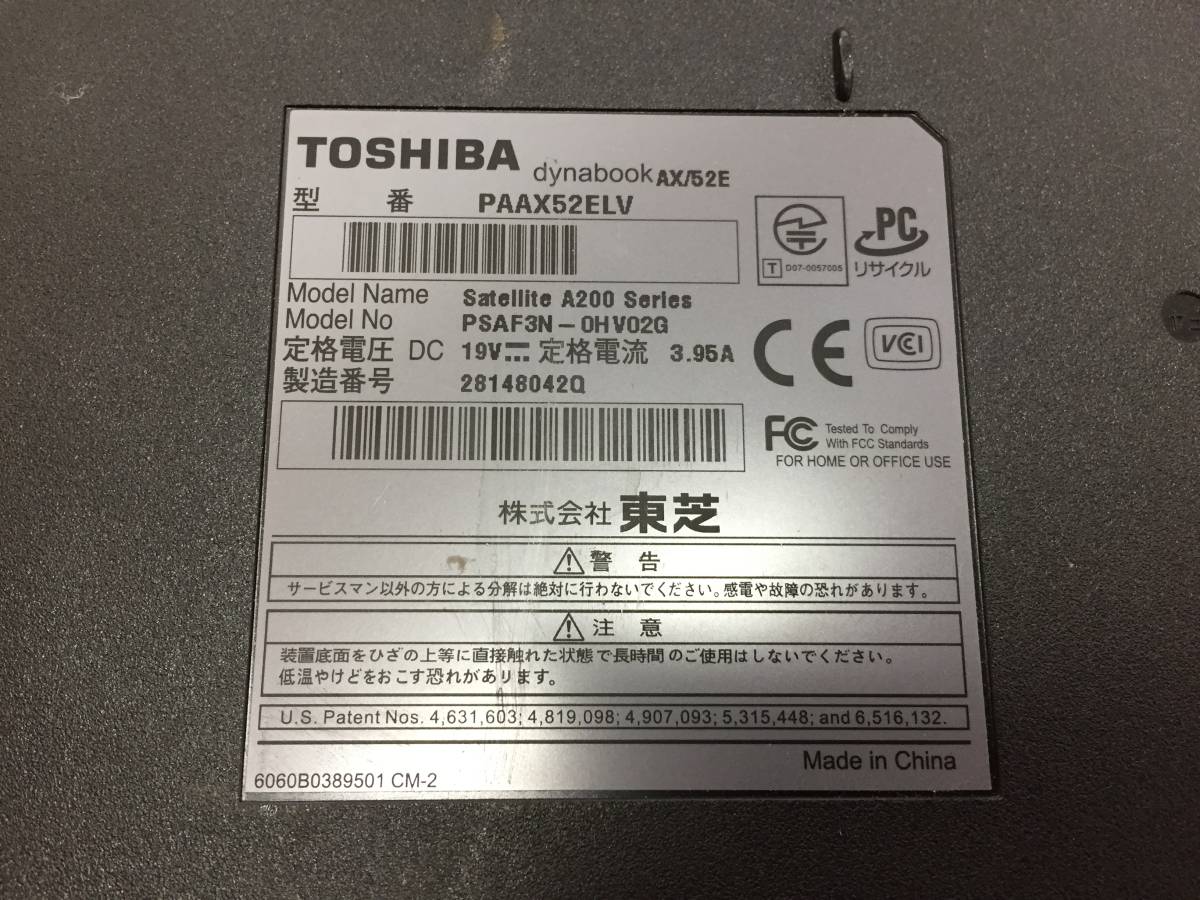 TOSHIBA dynabook AX/52E
型 番 PAAX52ELV
T D07-0057005
PC
リサイクル
Model Name Satellite A200 Series
Model No PSAF3N-0HV02G
定格電圧 DC 19V 定格電流 3.95A
製造番号 28148042Q
CE
VCI
FC Tested To Comply
With FCC Standards
FOR HOME OR OFFICE USE
株式会社 東芝
警 告
サービスマン以外の方による分解は絶対に行わないでください。感電や故障の恐れがあります。
注 意
装置底面をひざの上等に直接触れた状態で長時間のご使用はしないでください。
低温やけどをおこす恐れがあります。
U.S. Patent Nos. 4,631,603; 4,819,098; 4,907,093; 5,315,448; and 6,516,132.
Made in China
6060B0389501 CM-2